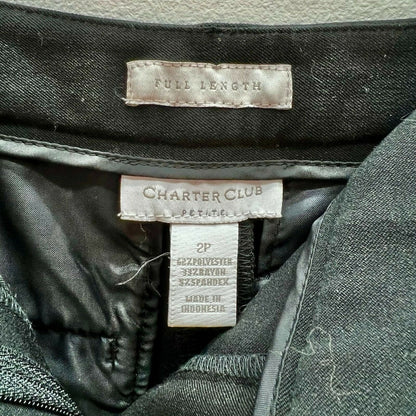 FULL LENGTH
CHARTER CLUB
PETITE
2P
62%POLYESTER
33%RAYON
5%SPANDEX
MADE IN
INDONESIA